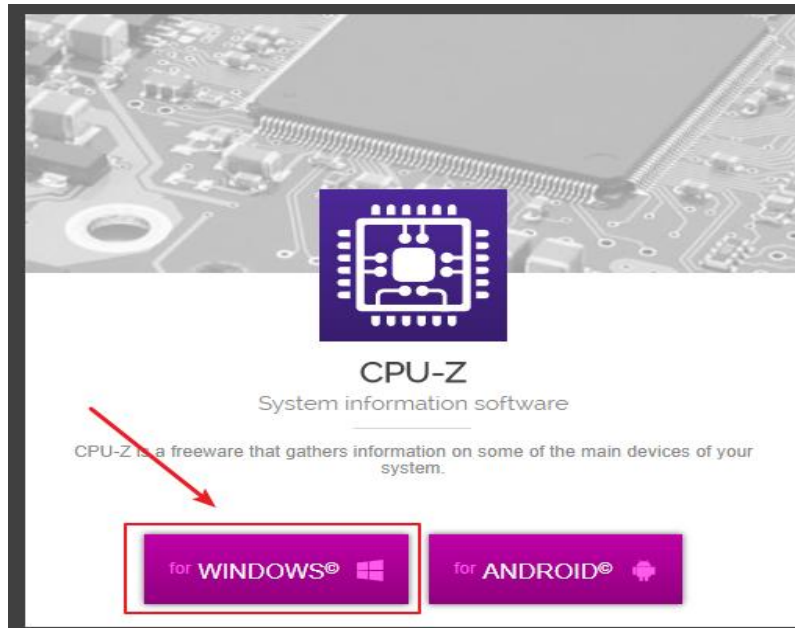 CPU-Z
System information software
CPU-Z is a freeware that gathers information on some of the main devices of your
system.
for WINDOWS©
for ANDROID©